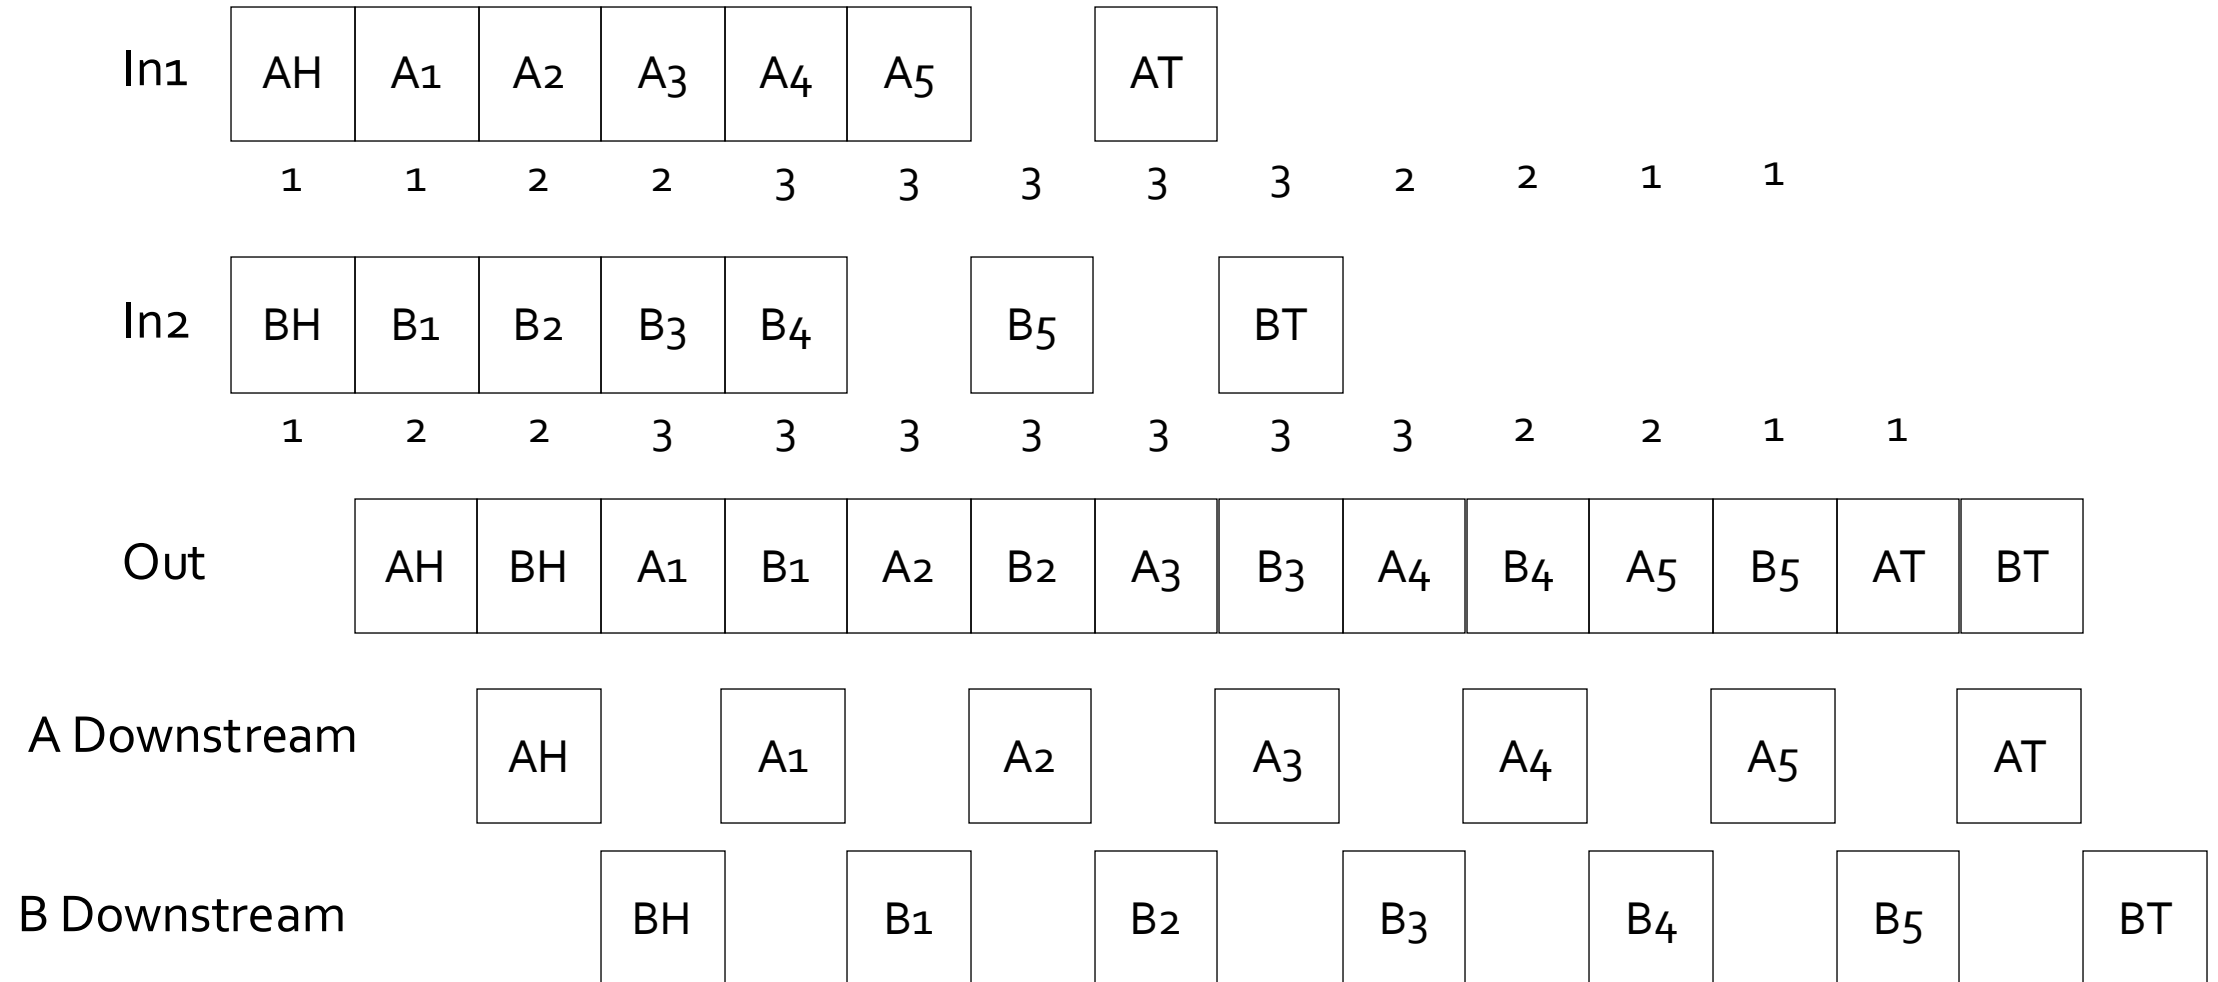 In1 AH A1 A2 A3 A4 A5 AT
1 1 2 2 3 3 3 3 3 2 2 1 1
In2 BH B1 B2 B3 B4 B5 BT
1 2 2 3 3 3 3 3 3 3 2 2 1 1
Out AH BH A1 B1 A2 B2 A3 B3 A4 B4 A5 B5 AT BT
A Downstream AH A1 A2 A3 A4 A5 AT
B Downstream BH B1 B2 B3 B4 B5 BT